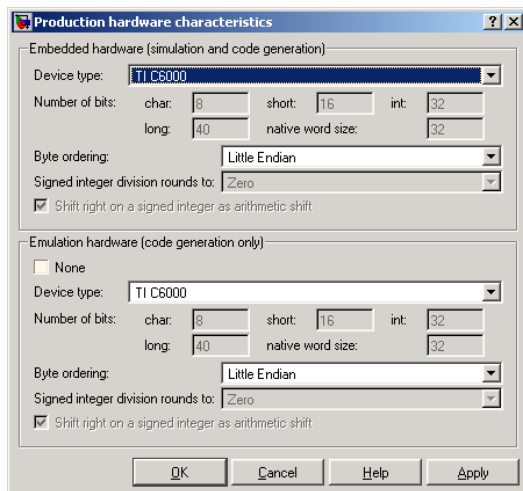 Production hardware characteristics
Embedded hardware (simulation and code generation)
Device type: TI C6000
Number of bits: char: 8 short: 16 int: 32
long: 40 native word size: 32
Byte ordering: Little Endian
Signed integer division rounds to: Zero
Shift right on a signed integer as arithmetic shift
Emulation hardware (code generation only)
None
Device type: TI C6000
Number of bits: char: 8 short: 16 int: 32
long: 40 native word size: 32
Byte ordering: Little Endian
Signed integer division rounds to: Zero
Shift right on a signed integer as arithmetic shift
OK Cancel Help Apply